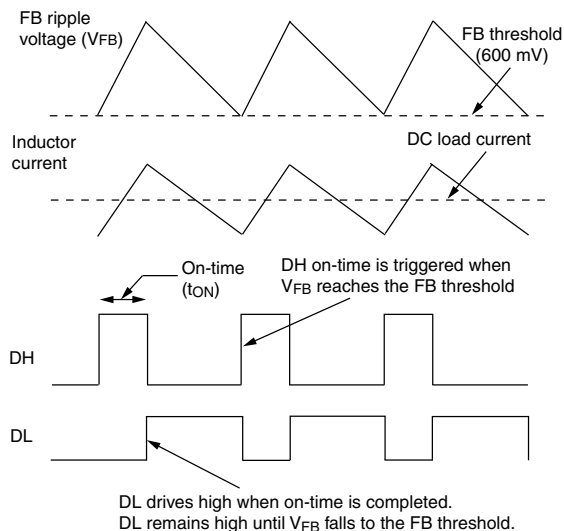 FB ripple
voltage (VFB)
FB threshold
(600 mV)
Inductor
current
DC load current
On-time
(tON)
DH on-time is triggered when
VFB reaches the FB threshold
DH
DL
DL drives high when on-time is completed.
DL remains high until VFB falls to the FB threshold.